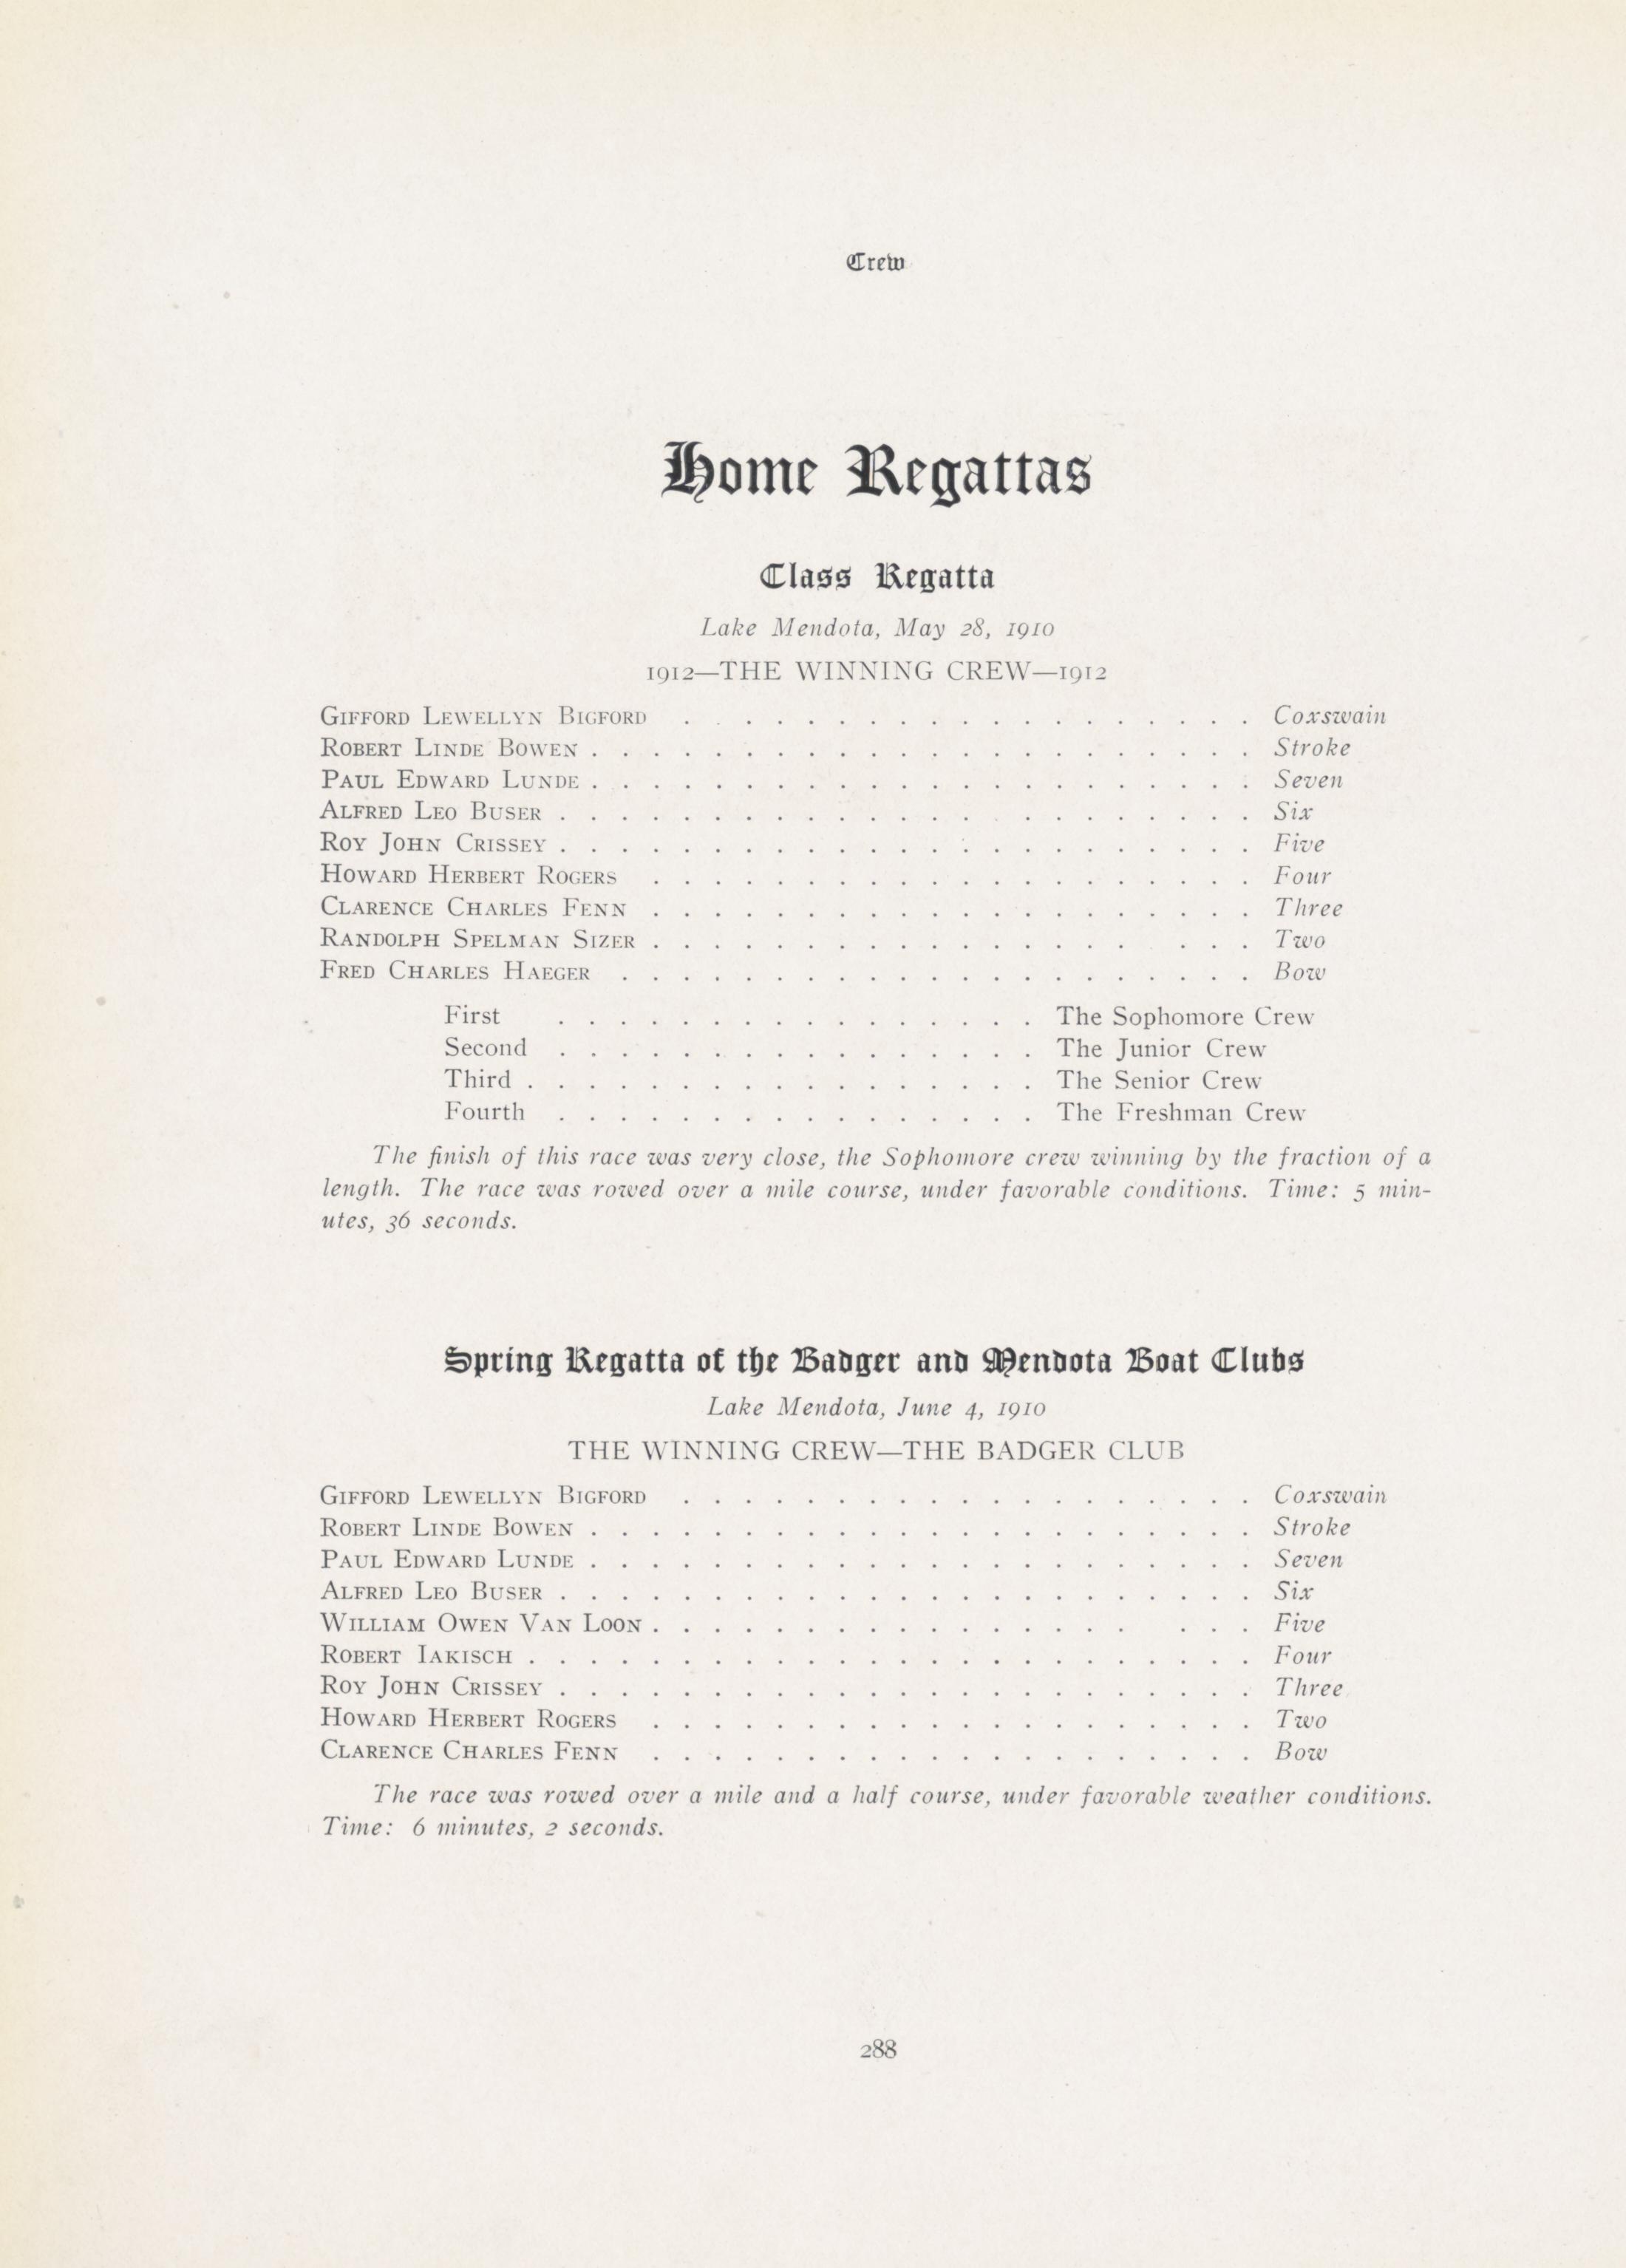 Crew
Home Regattas
Class Regatta
Lake Mendota, May 28, 1910
1912—THE WINNING CREW—1912
GIFFORD LEWELLYN BIGFORD . . . . . . . . . . . . . . . . . . . Coxswain
ROBERT LINDE BOWEN . . . . . . . . . . . . . . . . . . . . . . Stroke
PAUL EDWARD LUNDE . . . . . . . . . . . . . . . . . . . . . . Seven
ALFRED LEO BUSER . . . . . . . . . . . . . . . . . . . . . . . Six
ROY JOHN CRISSEY . . . . . . . . . . . . . . . . . . . . . . . Five
HOWARD HERBERT ROGERS . . . . . . . . . . . . . . . . . . . . Four
CLARENCE CHARLES FENN . . . . . . . . . . . . . . . . . . . . Three
RANDOLPH SPELMAN SIZER . . . . . . . . . . . . . . . . . . . Two
FRED CHARLES HAEGER . . . . . . . . . . . . . . . . . . . . . Bow
First . . . . . . . . . . . . . . . . The Sophomore Crew
Second . . . . . . . . . . . . . . . . The Junior Crew
Third . . . . . . . . . . . . . . . . . The Senior Crew
Fourth . . . . . . . . . . . . . . . . The Freshman Crew
The finish of this race was very close, the Sophomore crew winning by the fraction of a
length. The race was rowed over a mile course, under favorable conditions. Time: 5 min-
utes, 36 seconds.
Spring Regatta of the Badger and Mendota Boat Clubs
Lake Mendota, June 4, 1910
THE WINNING CREW—THE BADGER CLUB
GIFFORD LEWELLYN BIGFORD . . . . . . . . . . . . . . . . . . . Coxswain
ROBERT LINDE BOWEN . . . . . . . . . . . . . . . . . . . . . . Stroke
PAUL EDWARD LUNDE . . . . . . . . . . . . . . . . . . . . . . Seven
ALFRED LEO BUSER . . . . . . . . . . . . . . . . . . . . . . . Six
WILLIAM OWEN VAN LOON . . . . . . . . . . . . . . . . . . . Five
ROBERT IAKISCH . . . . . . . . . . . . . . . . . . . . . . . . Four
ROY JOHN CRISSEY . . . . . . . . . . . . . . . . . . . . . . . Three
HOWARD HERBERT ROGERS . . . . . . . . . . . . . . . . . . . . Two
CLARENCE CHARLES FENN . . . . . . . . . . . . . . . . . . . . Bow
The race was rowed over a mile and a half course, under favorable weather conditions.
Time: 6 minutes, 2 seconds.
288